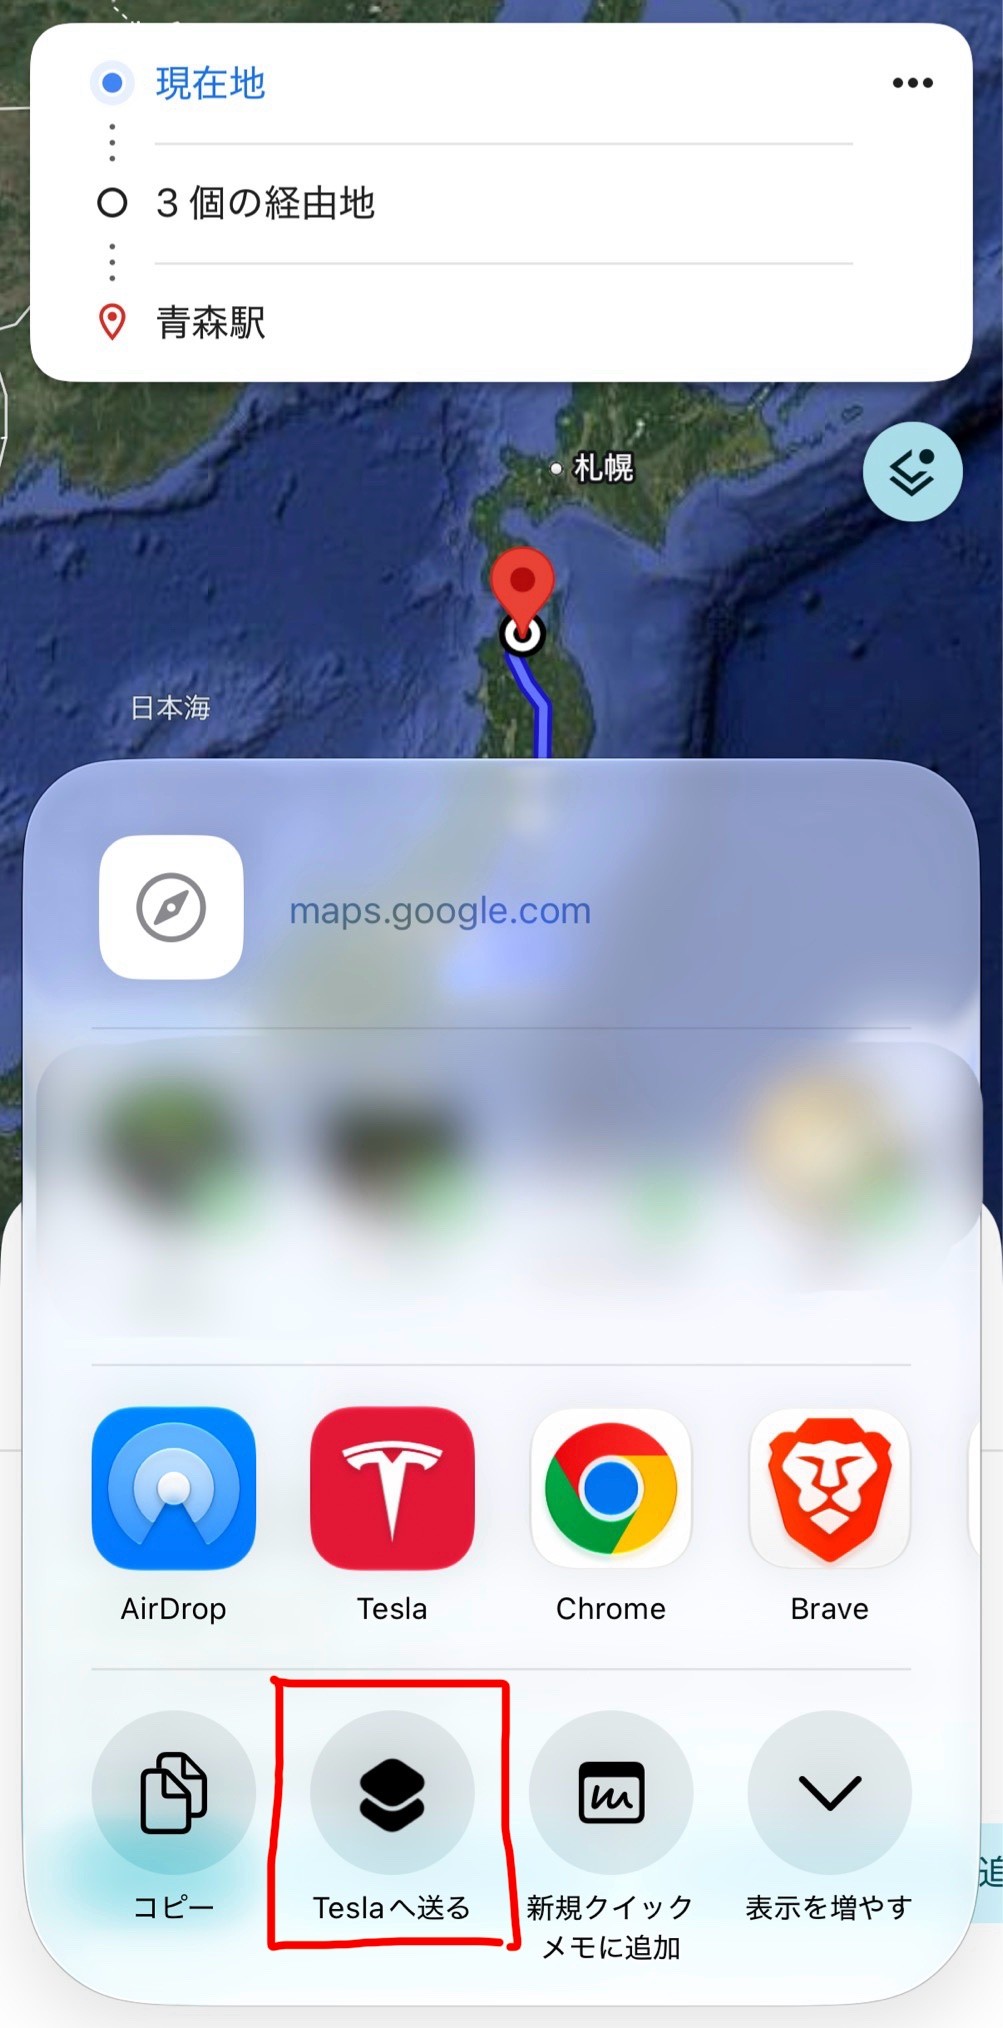 現在地
3 個の経由地
青森駅
札幌
日本海
maps.google.com
AirDrop
Tesla
Chrome
Brave
コピー
Teslaへ送る
新規クイック
メモに追加
表示を増やす
追